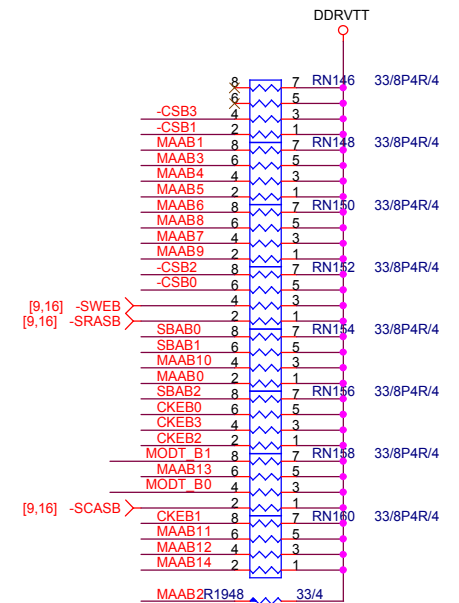 DDRVTT
8 7 RN146 33/8P4R/4
6 5
-CSB3 4 3
-CSB1 2 1
MAAB1 8 7 RN148 33/8P4R/4
MAAB3 6 5
MAAB4 4 3
MAAB5 2 1
MAAB6 8 7 RN150 33/8P4R/4
MAAB8 6 5
MAAB7 4 3
MAAB9 2 1
-CSB2 8 7 RN152 33/8P4R/4
-CSB0 6 5
[9,16] -SWEB 4 3
[9,16] -SRASB 2 1
SBAB0 8 7 RN154 33/8P4R/4
SBAB1 6 5
MAAB10 4 3
MAAB0 2 1
SBAB2 8 7 RN156 33/8P4R/4
CKEB0 6 5
CKEB3 4 3
CKEB2 2 1
MODT_B1 8 7 RN158 33/8P4R/4
MAAB13 6 5
MODT_B0 4 3
[9,16] -SCASB 2 1
CKEB1 8 7 RN160 33/8P4R/4
MAAB11 6 5
MAAB12 4 3
MAAB14 2 1
MAAB2 R1948 33/4